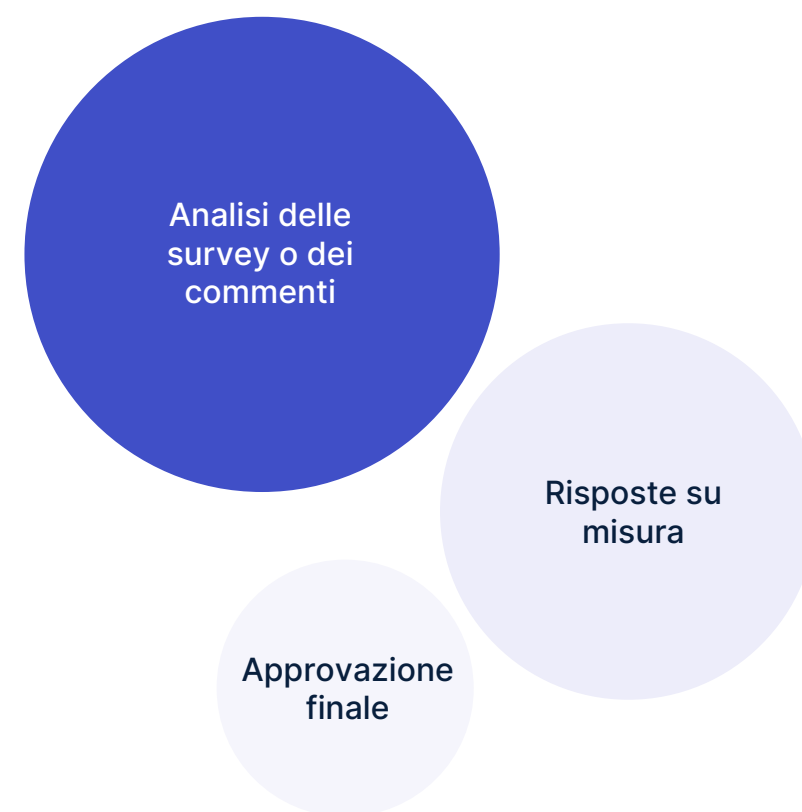 Analisi delle
survey o dei
commenti
Risposte su
misura
Approvazione
finale